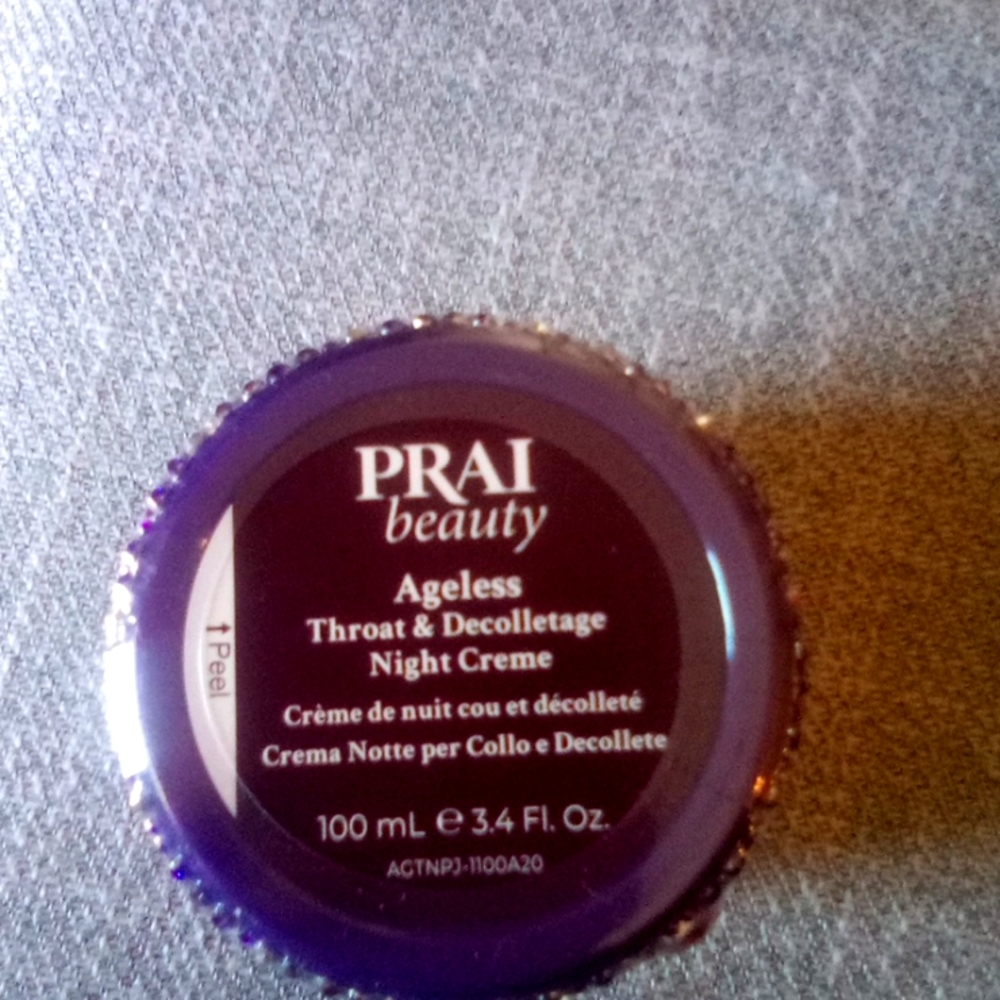 PRAI
beauty
Ageless
Throat & Decolletage
Night Creme
Crème de nuit cou et décolleté
Crema Notte per Collo e Decollete
100 mL ℮ 3.4 Fl. Oz.
AGTNPJ-1100A20
↑ Peel